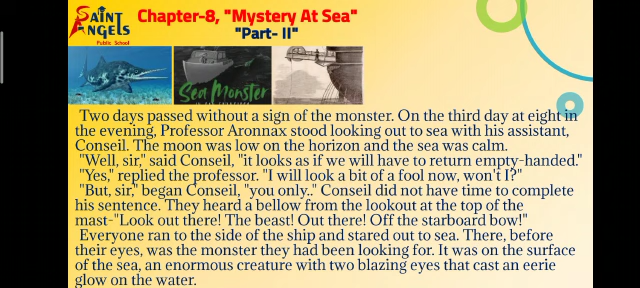 SAINT ANGELS
Public School
Chapter-8, "Mystery At Sea"
"Part- II"
Sea Monster
Two days passed without a sign of the monster. On the third day at eight in
the evening, Professor Aronnax stood looking out to sea with his assistant,
Conseil. The moon was low on the horizon and the sea was calm.
"Well, sir," said Conseil, "it looks as if we will have to return empty-handed."
"Yes," replied the professor. "I will look a bit of a fool now, won't I?"
"But, sir," began Conseil, "you only.." Conseil did not have time to complete
his sentence. They heard a bellow from the lookout at the top of the
mast-"Look out there! The beast! Out there! Off the starboard bow!"
Everyone ran to the side of the ship and stared out to sea. There, before
their eyes, was the monster they had been looking for. It was on the surface
of the sea, an enormous creature with two blazing eyes that cast an eerie
glow on the water.